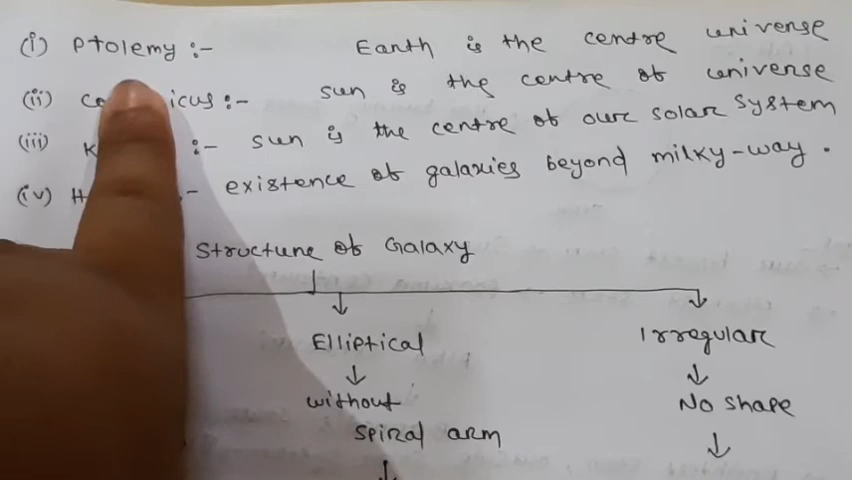 (i) Ptolemy :- Earth is the centre universe
(ii) icus :- sun is the centre of universe
(iii) :- sun is the centre of our solar system
(iv) :- existence of galaxies beyond milky-way .
Structure of Galaxy
Elliptical Irregular
without No shape
spiral arm